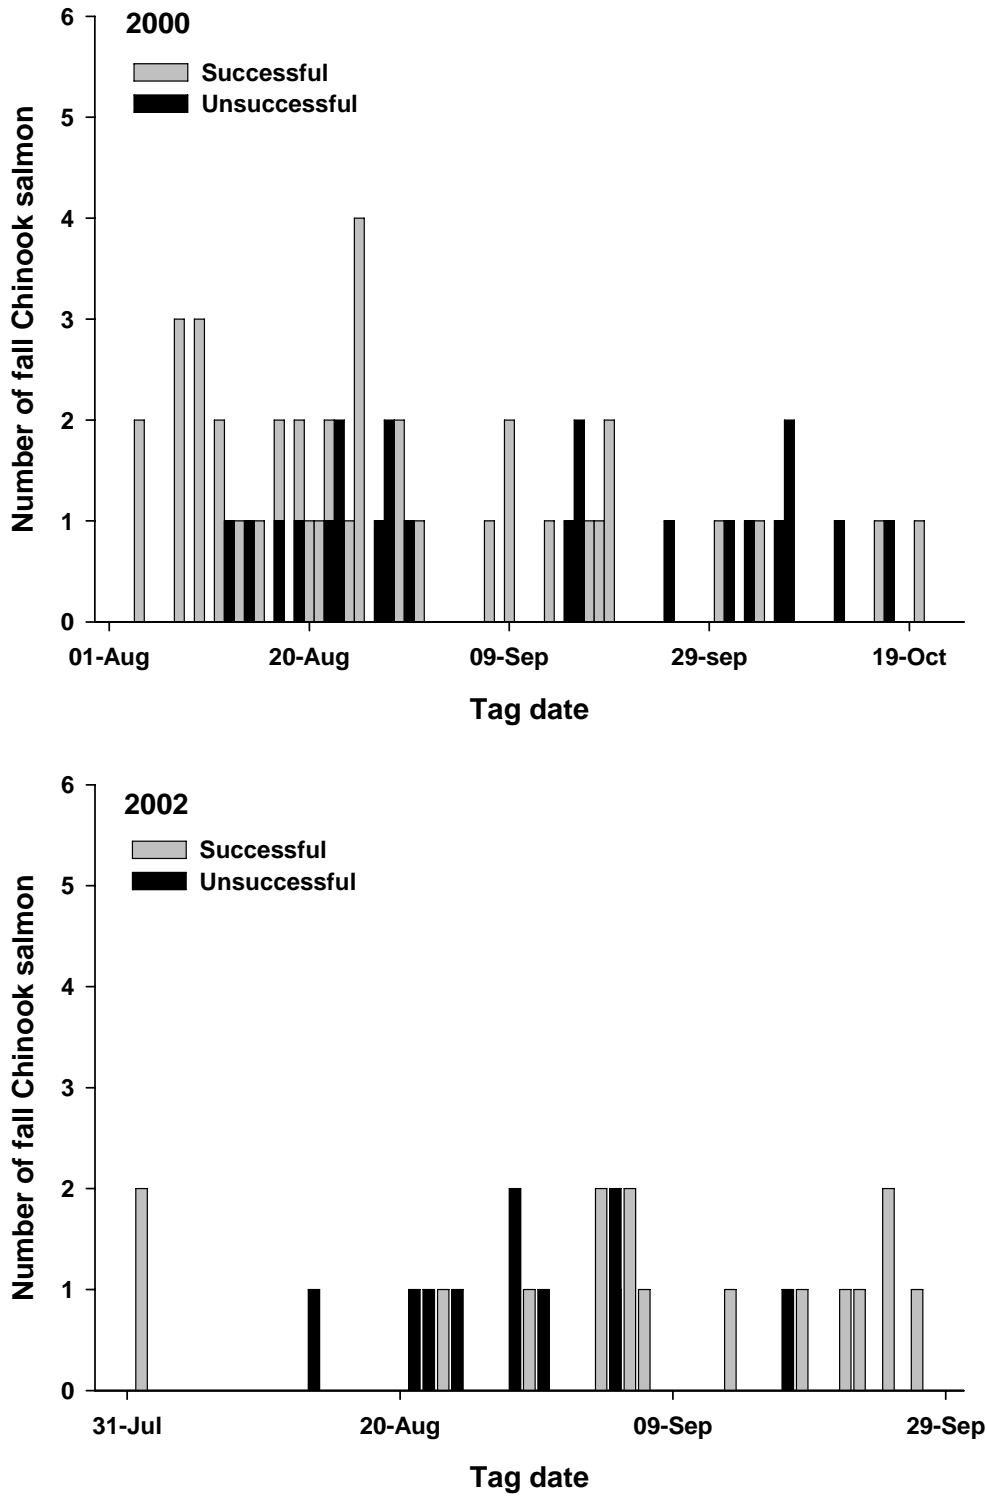 6
2000
Successful
Unsuccessful
5
4
3
2
1
0
Number of fall Chinook salmon
01-Aug
20-Aug
09-Sep
29-sep
19-Oct
Tag date
6
2002
Successful
Unsuccessful
5
4
3
2
1
0
Number of fall Chinook salmon
31-Jul
20-Aug
09-Sep
29-Sep
Tag date